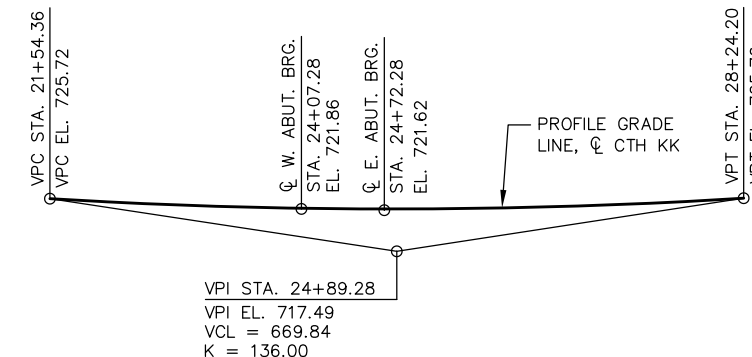 VPC STA. 21+54.36
VPC EL. 725.72
℄ W. ABUT. BRG.
STA. 24+07.28
EL. 721.86
℄ E. ABUT. BRG.
STA. 24+72.28
EL. 721.62
PROFILE GRADE
LINE, ℄ CTH KK
VPT STA. 28+24.20
VPI STA. 24+89.28
VPI EL. 717.49
VCL = 669.84
K = 136.00